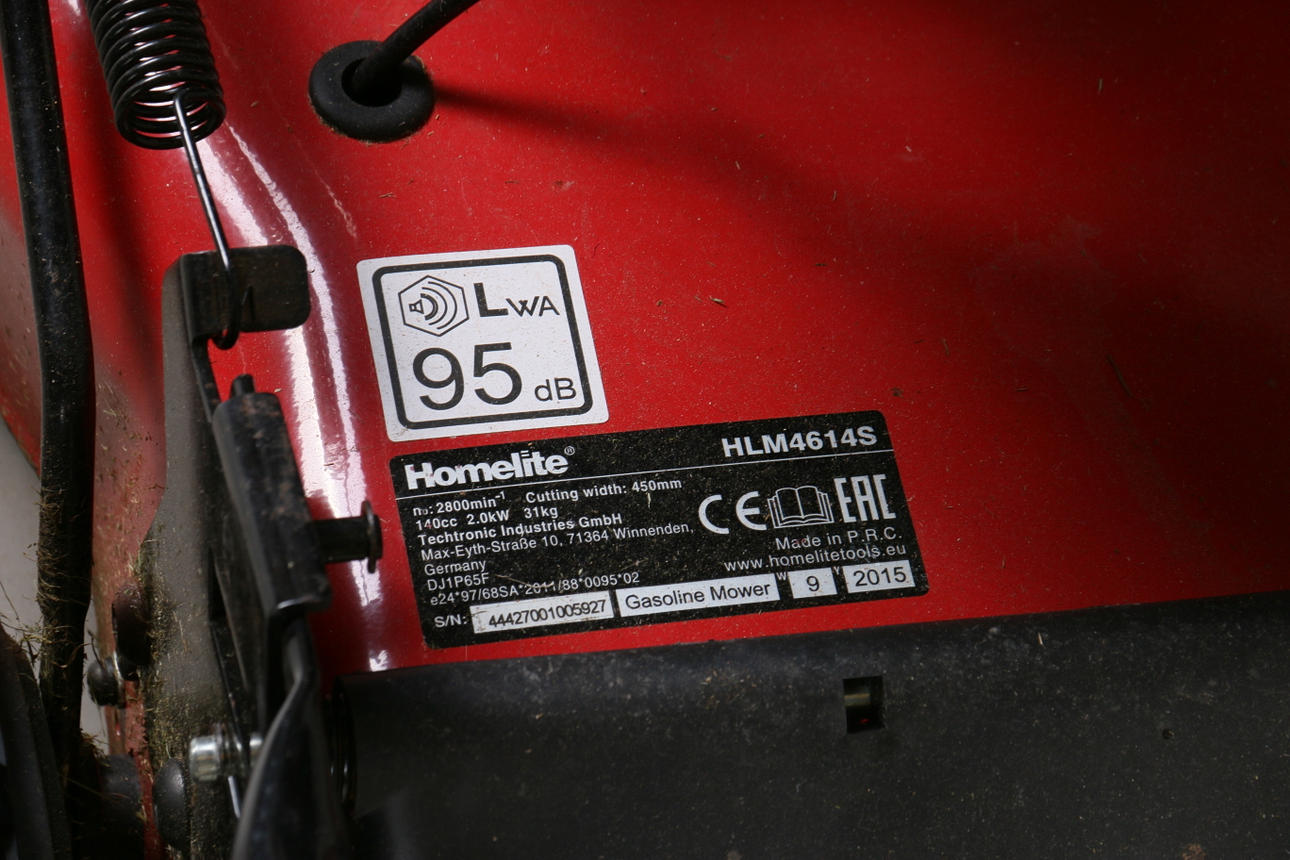 LWA
95 dB
Homelite® HLM4614S
n₀: 2800min⁻¹ Cutting width: 450mm
140cc 2.0kW 31kg
Techtronic Industries GmbH
Max-Eyth-Straße 10, 71364 Winnenden,
Germany
DJ1P65F
e24*97/68SA*2011/88*0095*02
CE EAC
Made in P.R.C.
www.homelitetools.eu
S/N: 44427001005927 Gasoline Mower 9 2015